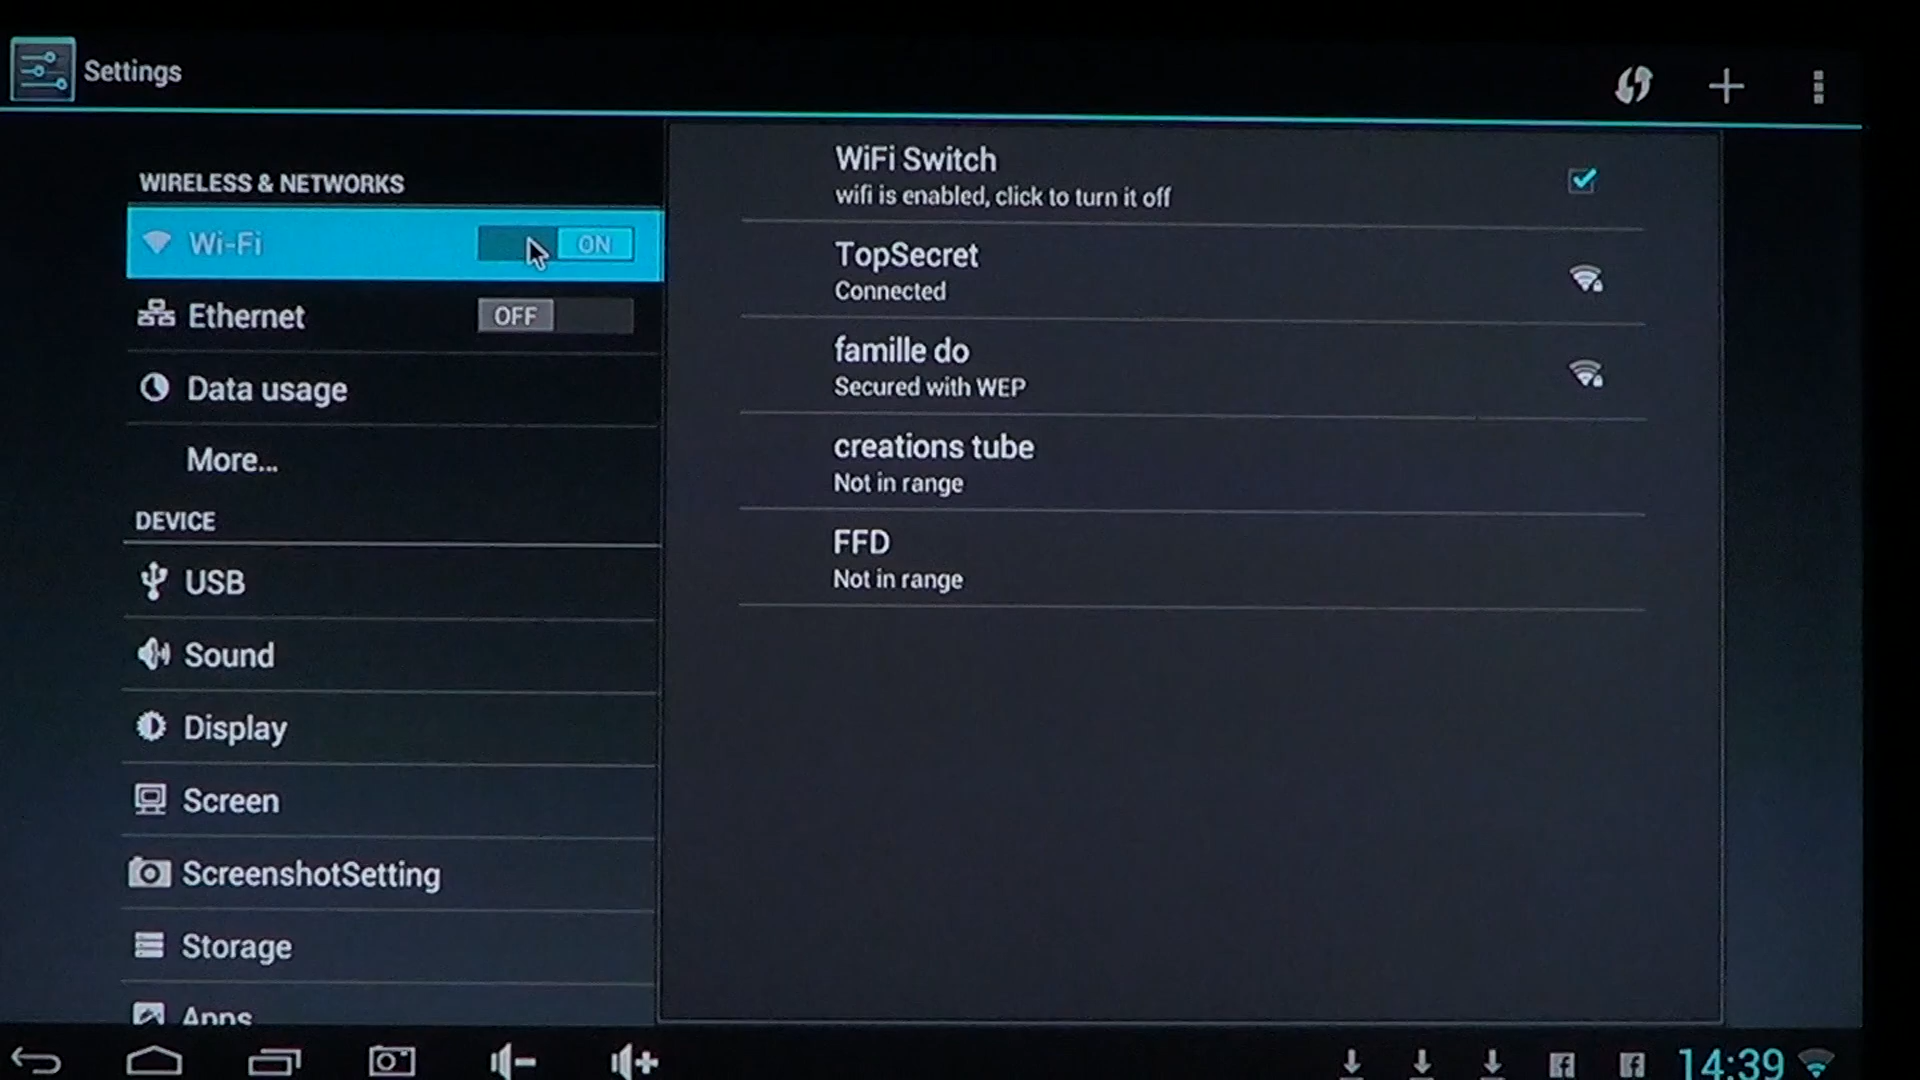 Settings
WIRELESS & NETWORKS
Wi-Fi ON
Ethernet OFF
Data usage
More...
DEVICE
USB
Sound
Display
Screen
ScreenshotSetting
Storage
Apps
WiFi Switch
wifi is enabled, click to turn it off
TopSecret
Connected
famille do
Secured with WEP
creations tube
Not in range
FFD
Not in range
14:39